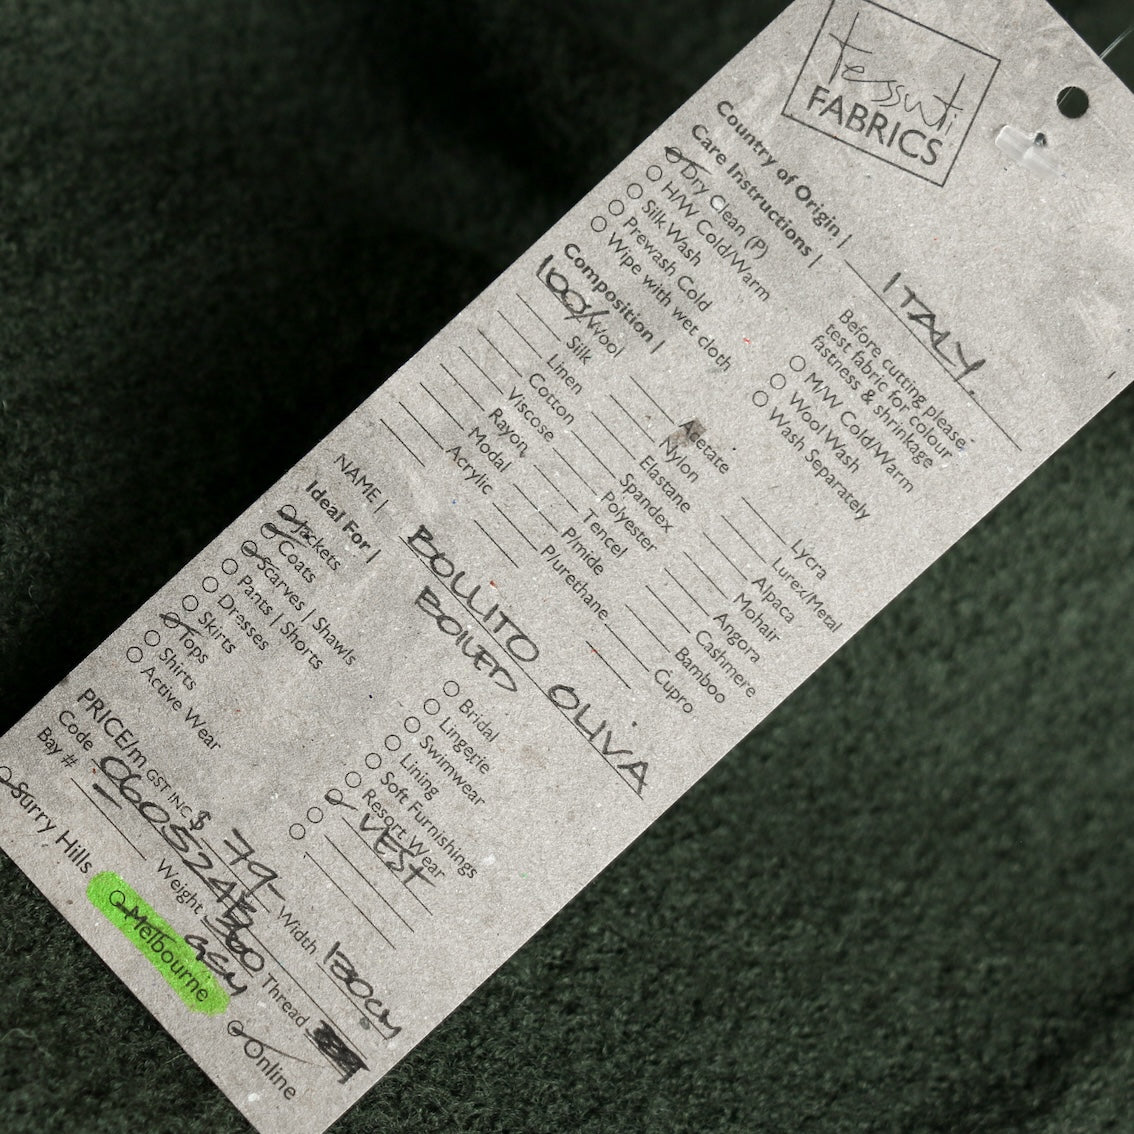 tessuti
FABRICS
Country of Origin | ITALY.
Care Instructions |
Dry Clean (P)
H/W Cold/Warm
Silk Wash
Prewash Cold
Wipe with wet cloth
Before cutting please
test fabric for colour
fastness & shrinkage
M/W Cold/Warm
Wool Wash
Wash Separately
Composition |
100% Wool
Silk
Linen
Cotton
Viscose
Rayon
Modal
Acrylic
Acetate
Nylon
Elastane
Spandex
Polyester
Tencel
P/mide
P/urethane
Lycra
Lurex/Metal
Alpaca
Mohair
Angora
Cashmere
Bamboo
Cupro
NAME | BOLLITO OLIVA
BOILED
Ideal For |
Jackets
Coats
Scarves | Shawls
Pants | Shorts
Dresses
Skirts
Tops
Shirts
Active Wear
Bridal
Lingerie
Swimwear
Lining
Soft Furnishings
Resort Wear
VEST
PRICE/m GST INC $ 79- Width 130CM
Code
Weight Thread
Bay #
Surry Hills
Melbourne
Online